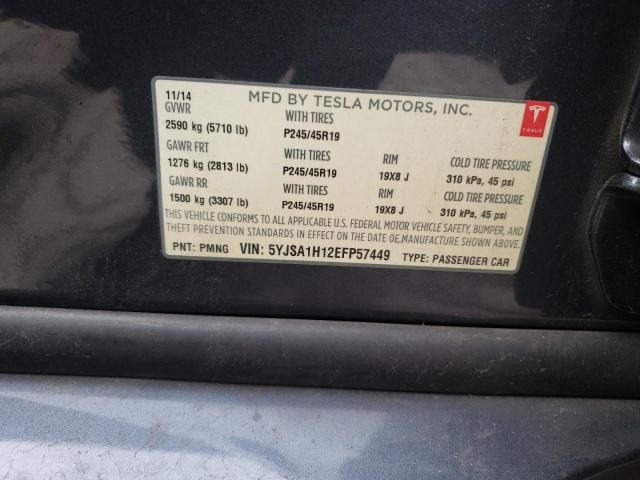 11/14
MFD BY TESLA MOTORS, INC.
GVWR WITH TIRES
2590 kg (5710 lb) P245/45R19
GAWR FRT WITH TIRES RIM COLD TIRE PRESSURE
1276 kg (2813 lb) P245/45R19 19X8 J 310 kPa, 45 psi
GAWR RR WITH TIRES RIM COLD TIRE PRESSURE
1500 kg (3307 lb) P245/45R19 19X8 J 310 kPa, 45 psi
THIS VEHICLE CONFORMS TO ALL APPLICABLE U.S. FEDERAL MOTOR VEHICLE SAFETY, BUMPER, AND
THEFT PREVENTION STANDARDS IN EFFECT ON THE DATE OE.MANUFACTURE SHOWN ABOVE.
PNT: PMNG VIN: 5YJSA1H12EFP57449 TYPE: PASSENGER CAR
TESLA